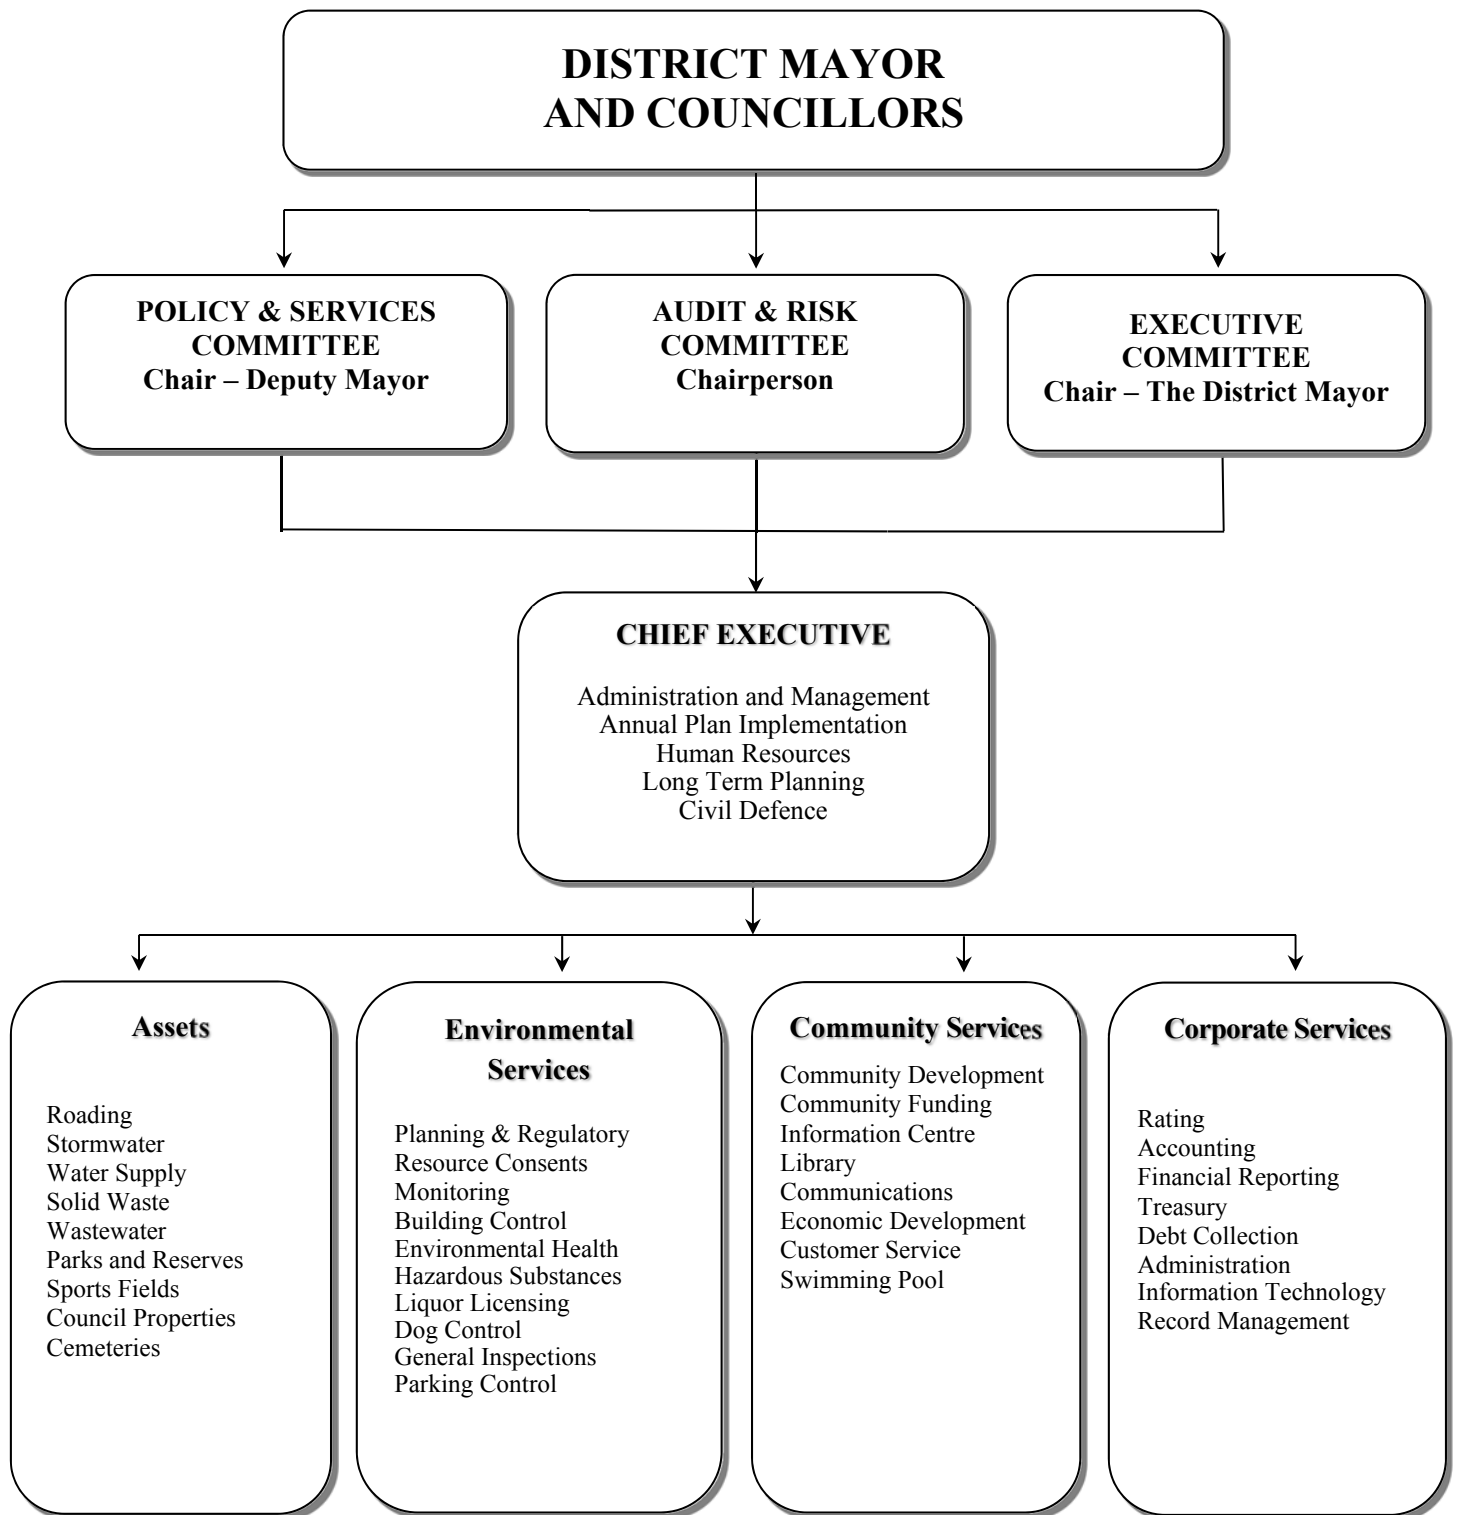 DISTRICT MAYOR
AND COUNCILLORS
POLICY & SERVICES
COMMITTEE
Chair – Deputy Mayor
AUDIT & RISK
COMMITTEE
Chairperson
EXECUTIVE
COMMITTEE
Chair – The District Mayor
CHIEF EXECUTIVE
Administration and Management
Annual Plan Implementation
Human Resources
Long Term Planning
Civil Defence
Assets
Roading
Stormwater
Water Supply
Solid Waste
Wastewater
Parks and Reserves
Sports Fields
Council Properties
Cemeteries
Environmental
Services
Planning & Regulatory
Resource Consents
Monitoring
Building Control
Environmental Health
Hazardous Substances
Liquor Licensing
Dog Control
General Inspections
Parking Control
Community Services
Community Development
Community Funding
Information Centre
Library
Communications
Economic Development
Customer Service
Swimming Pool
Corporate Services
Rating
Accounting
Financial Reporting
Treasury
Debt Collection
Administration
Information Technology
Record Management